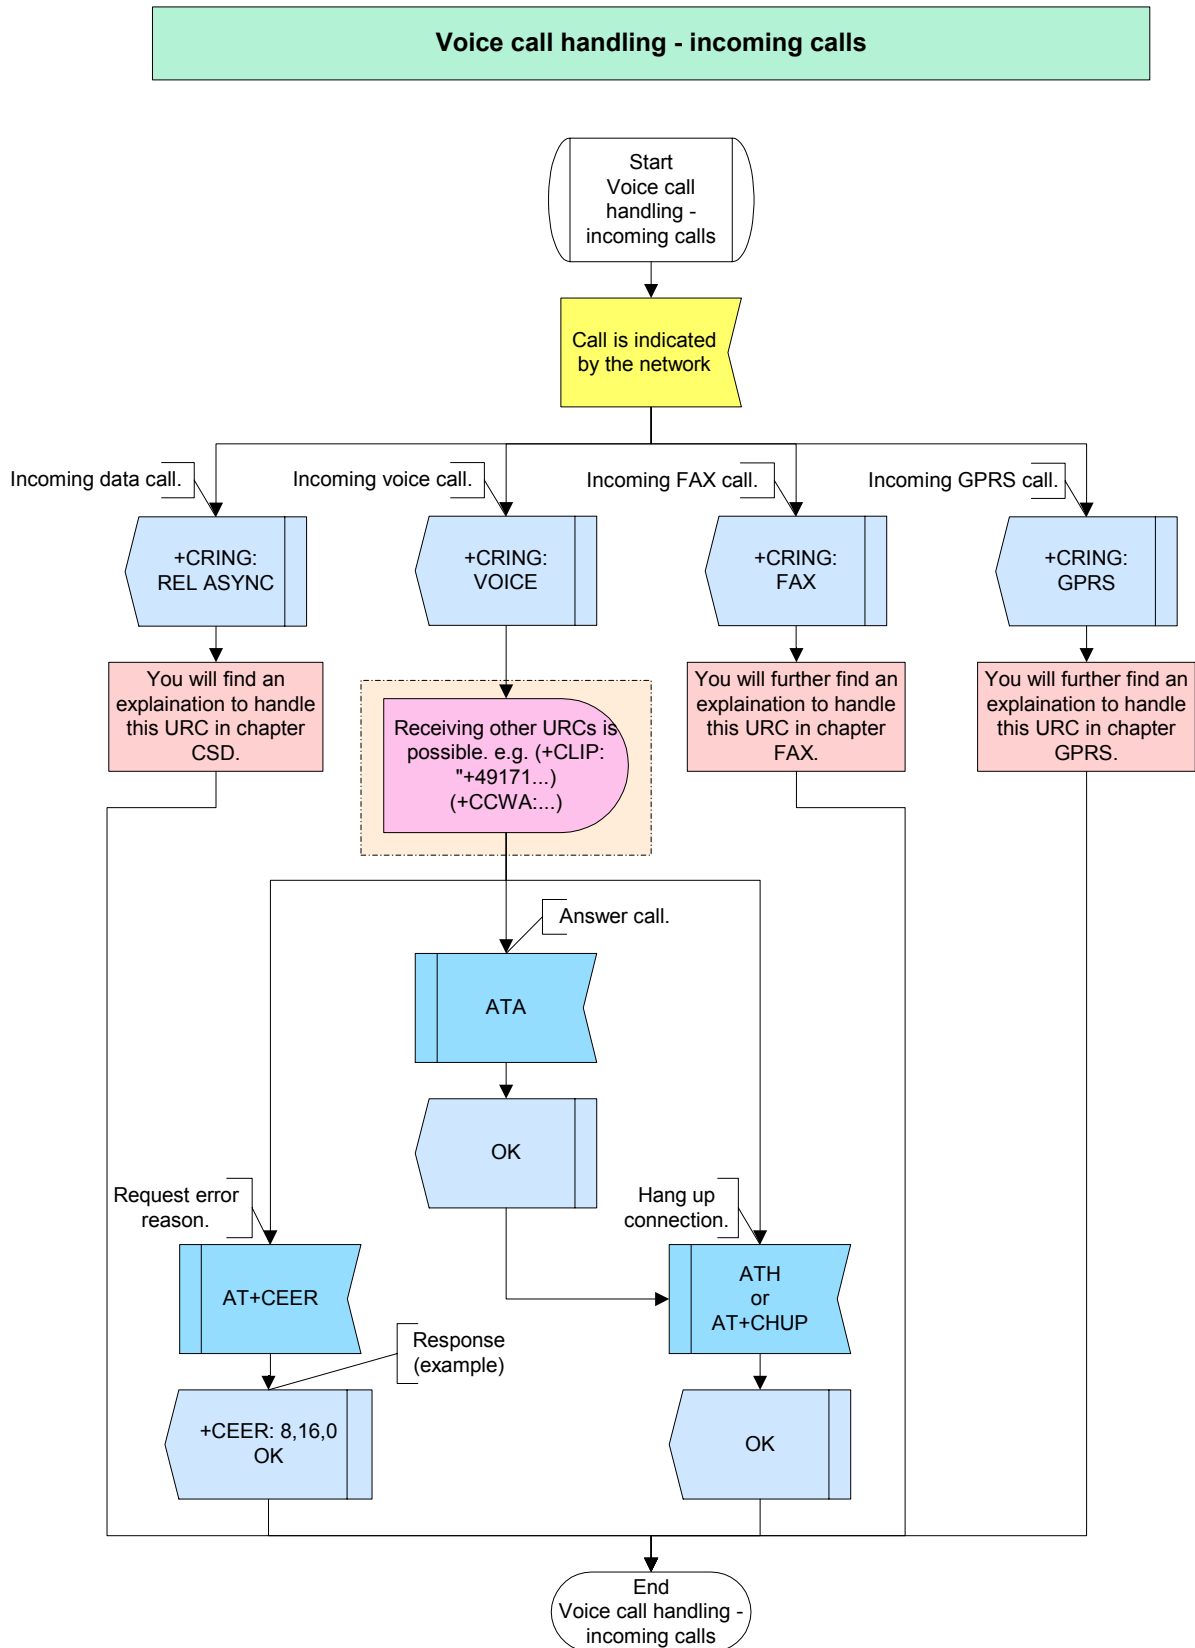 Voice call handling - incoming calls
Start
Voice call
handling -
incoming calls
Call is indicated
by the network
Incoming data call.
Incoming voice call.
Incoming FAX call.
Incoming GPRS call.
+CRING:
REL ASYNC
+CRING:
VOICE
+CRING:
FAX
+CRING:
GPRS
You will find an
explaination to handle
this URC in chapter
CSD.
Receiving other URCs is
possible. e.g. (+CLIP:
"+49171...)
(+CCWA:...)
You will further find an
explaination to handle
this URC in chapter
FAX.
You will further find an
explaination to handle
this URC in chapter
GPRS.
Answer call.
ATA
OK
Request error
reason.
Hang up
connection.
AT+CEER
ATH
or
AT+CHUP
Response
(example)
+CEER: 8,16,0
OK
OK
End
Voice call handling -
incoming calls